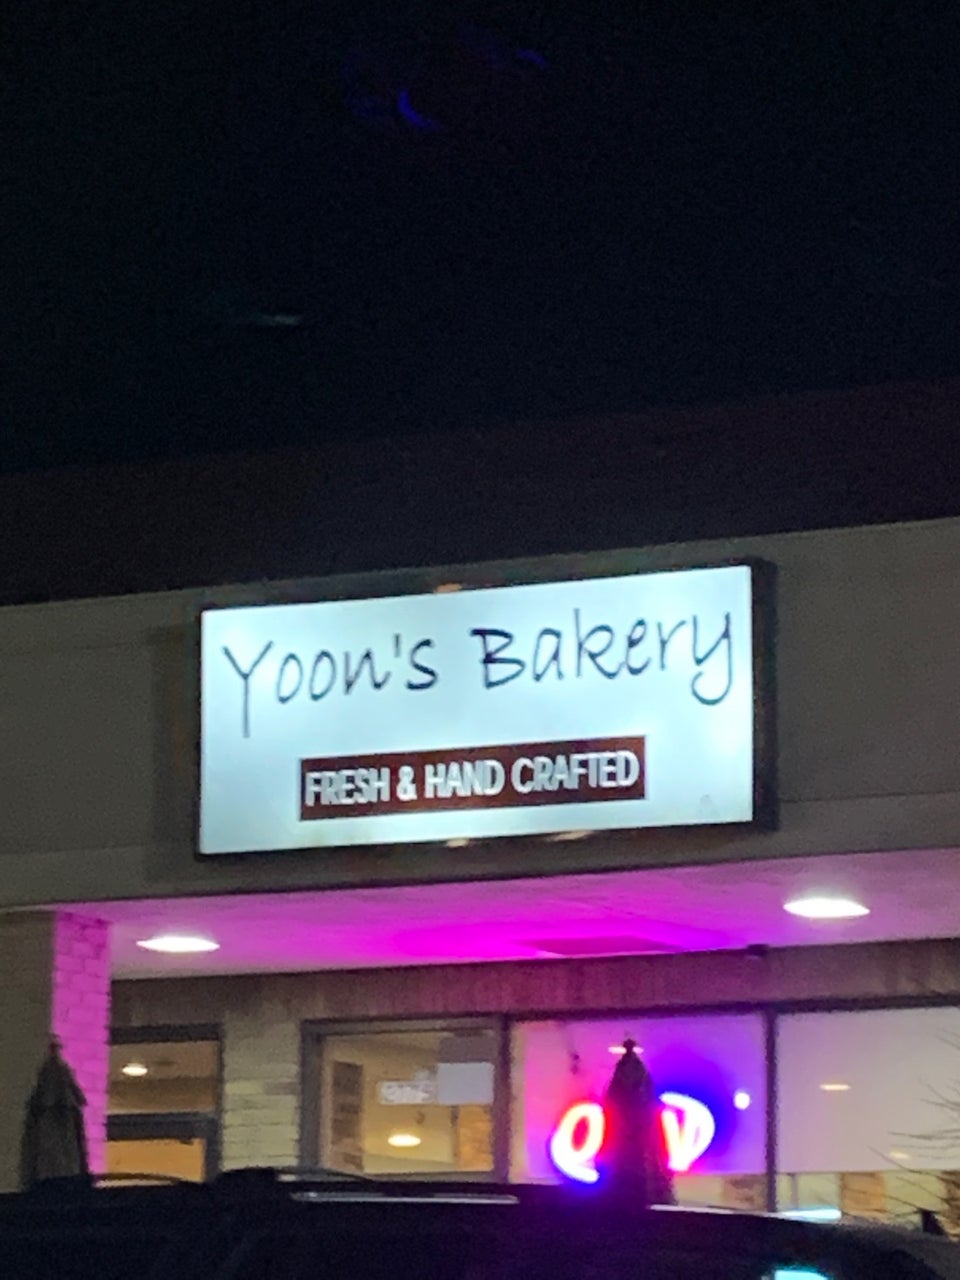 Yoon's Bakery
FRESH & HAND CRAFTED